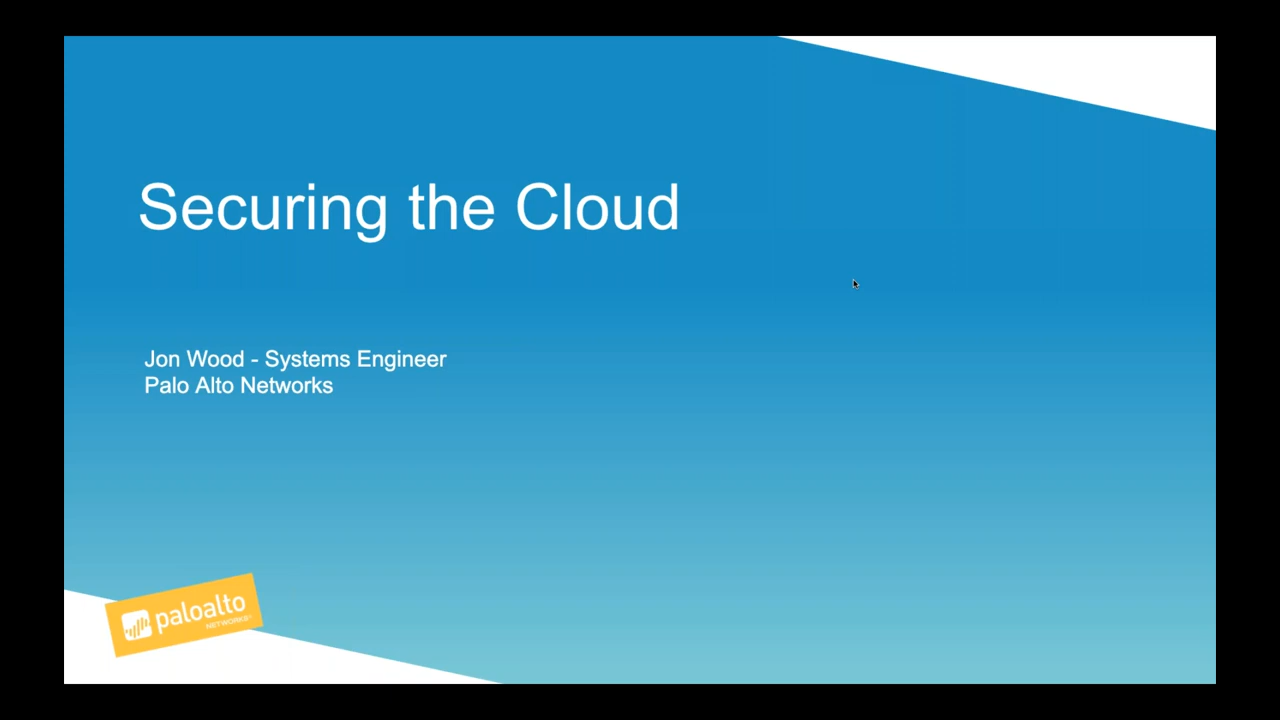 Securing the Cloud
Jon Wood - Systems Engineer
Palo Alto Networks
paloalto
NETWORKS